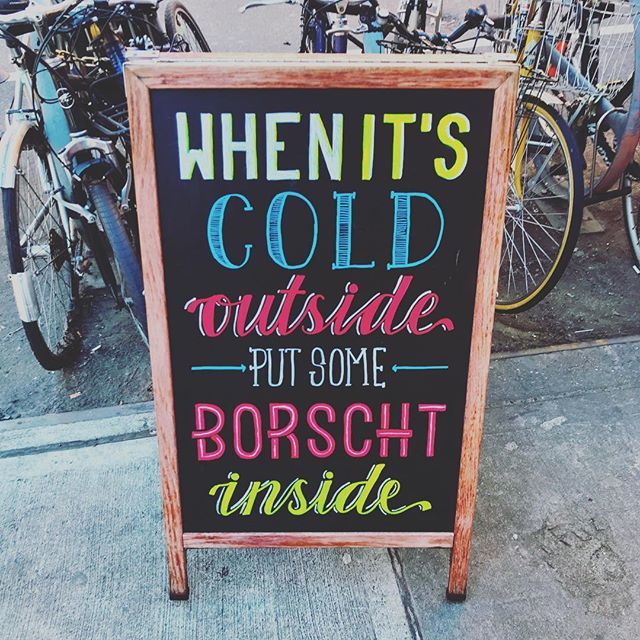 WHEN IT'S
COLD
outside
PUT SOME
BORSCHT
inside